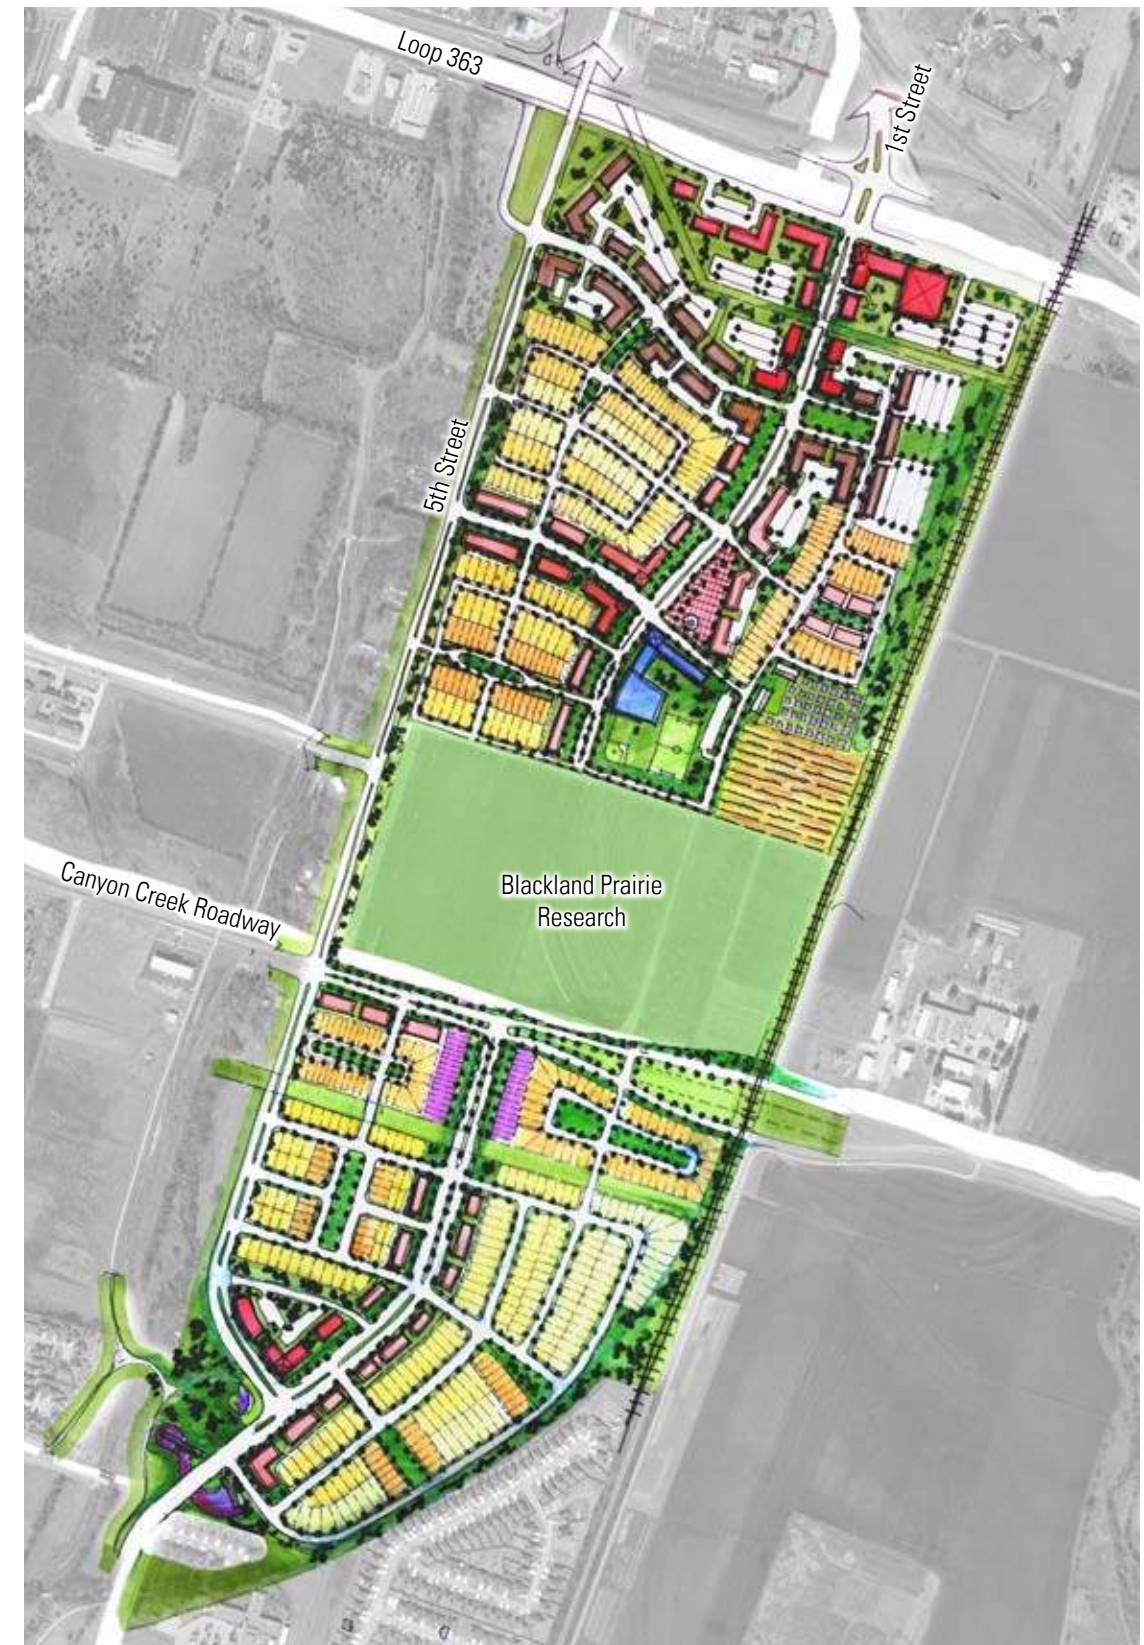 Loop 363
1st Street
5th Street
Canyon Creek Roadway
Blackland Prairie
Research